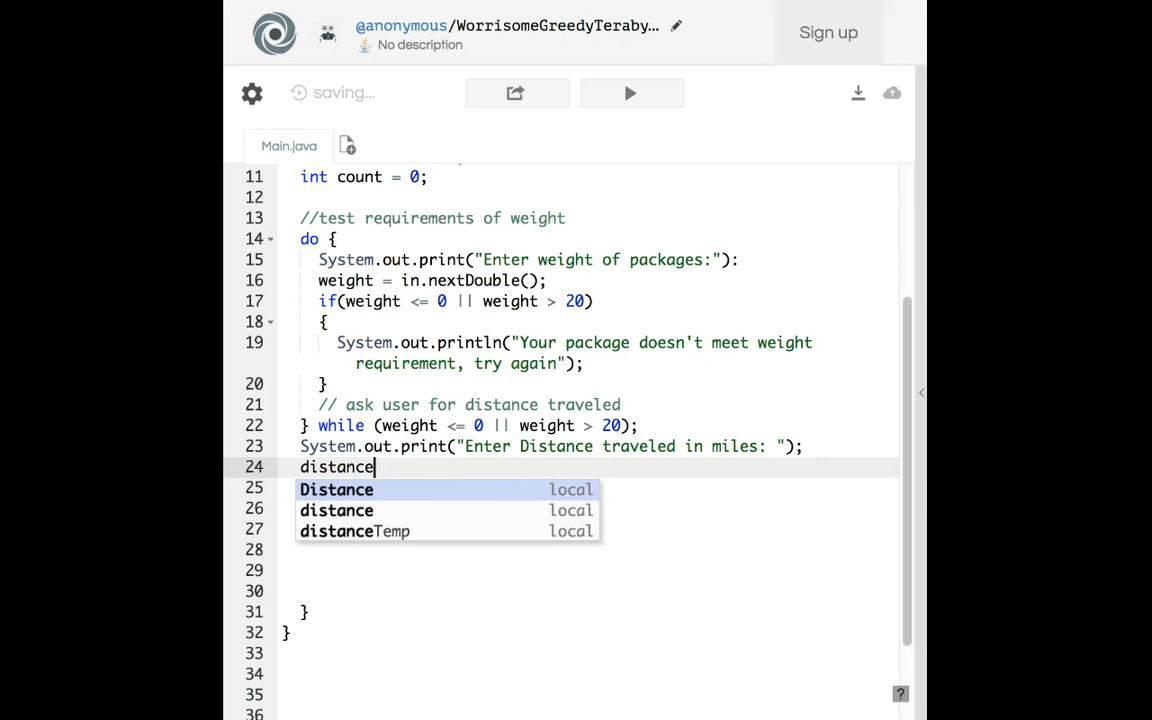 @anonymous/WorrisomeGreedyTeraby...
No description
Sign up
saving...
Main.java
11 int count = 0;
12
13 //test requirements of weight
14 do {
15 System.out.print("Enter weight of packages:"):
16 weight = in.nextDouble();
17 if(weight <= 0 || weight > 20)
18 {
19 System.out.println("Your package doesn't meet weight
requirement, try again");
20 }
21 // ask user for distance traveled
22 } while (weight <= 0 || weight > 20);
23 System.out.print("Enter Distance traveled in miles: ");
24 distance
25 Distance local
26 distance local
27 distanceTemp local
28
29
30
31 }
32 }
33
34
35
36
?